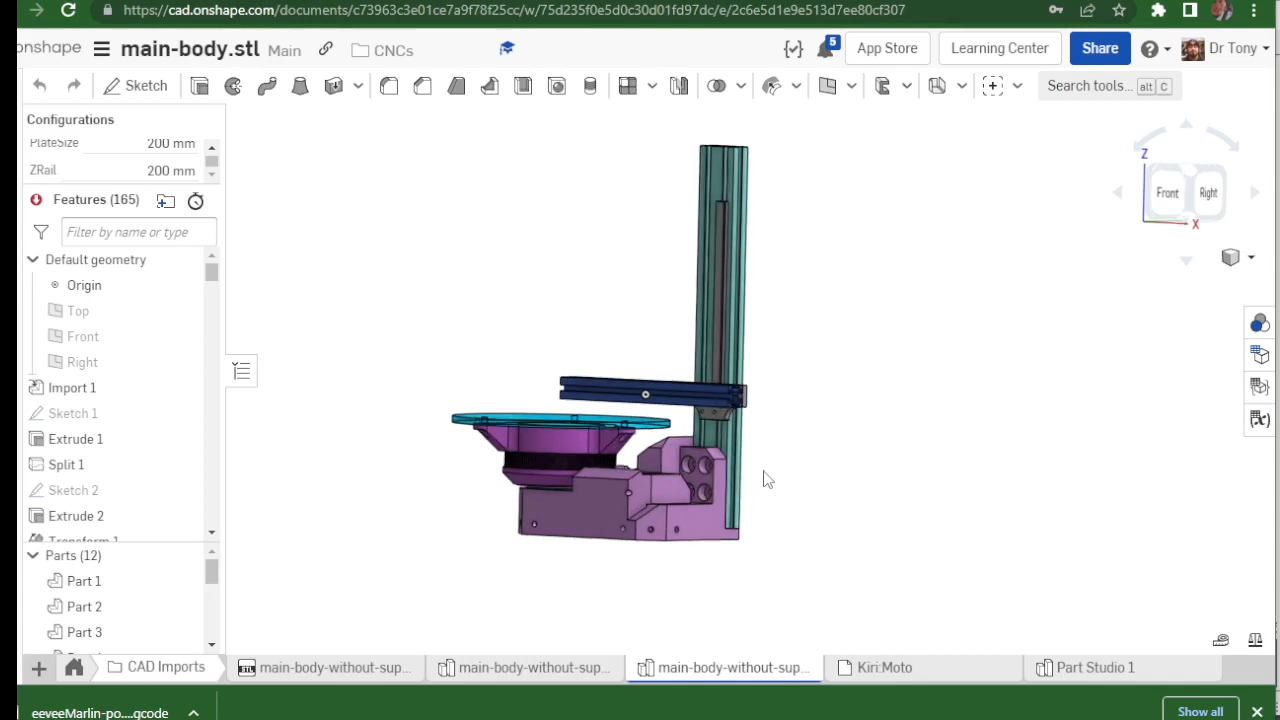 https://cad.onshape.com/documents/c73963c3e01ce7a9f78f25cc/w/75d235f0e5d0c30d01fd97dc/e/2c6e5d1e9e513d7ee80cf307
onshape
main-body.stl
Main
CNCs
5
App Store
Learning Center
Share
Dr Tony
Sketch
Search tools... alt C
Configurations
PlateSize 200 mm
ZRail 200 mm
Features (165)
Filter by name or type
Default geometry
Origin
Top
Front
Right
Import 1
Sketch 1
Extrude 1
Split 1
Sketch 2
Extrude 2
Transform 1
Parts (12)
Part 1
Part 2
Part 3
Z
Front
Right
X
(x)
CAD Imports
STL
main-body-without-sup...
main-body-without-sup...
main-body-without-sup...
Kiri:Moto
Part Studio 1
eeveeMarlin-po....gcode
Show all